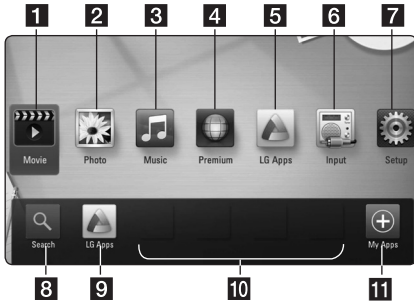 1 2 3 4 5 6 7
Movie Photo Music Premium LG Apps Input Setup
Search LG Apps My Apps
8 9 10 11